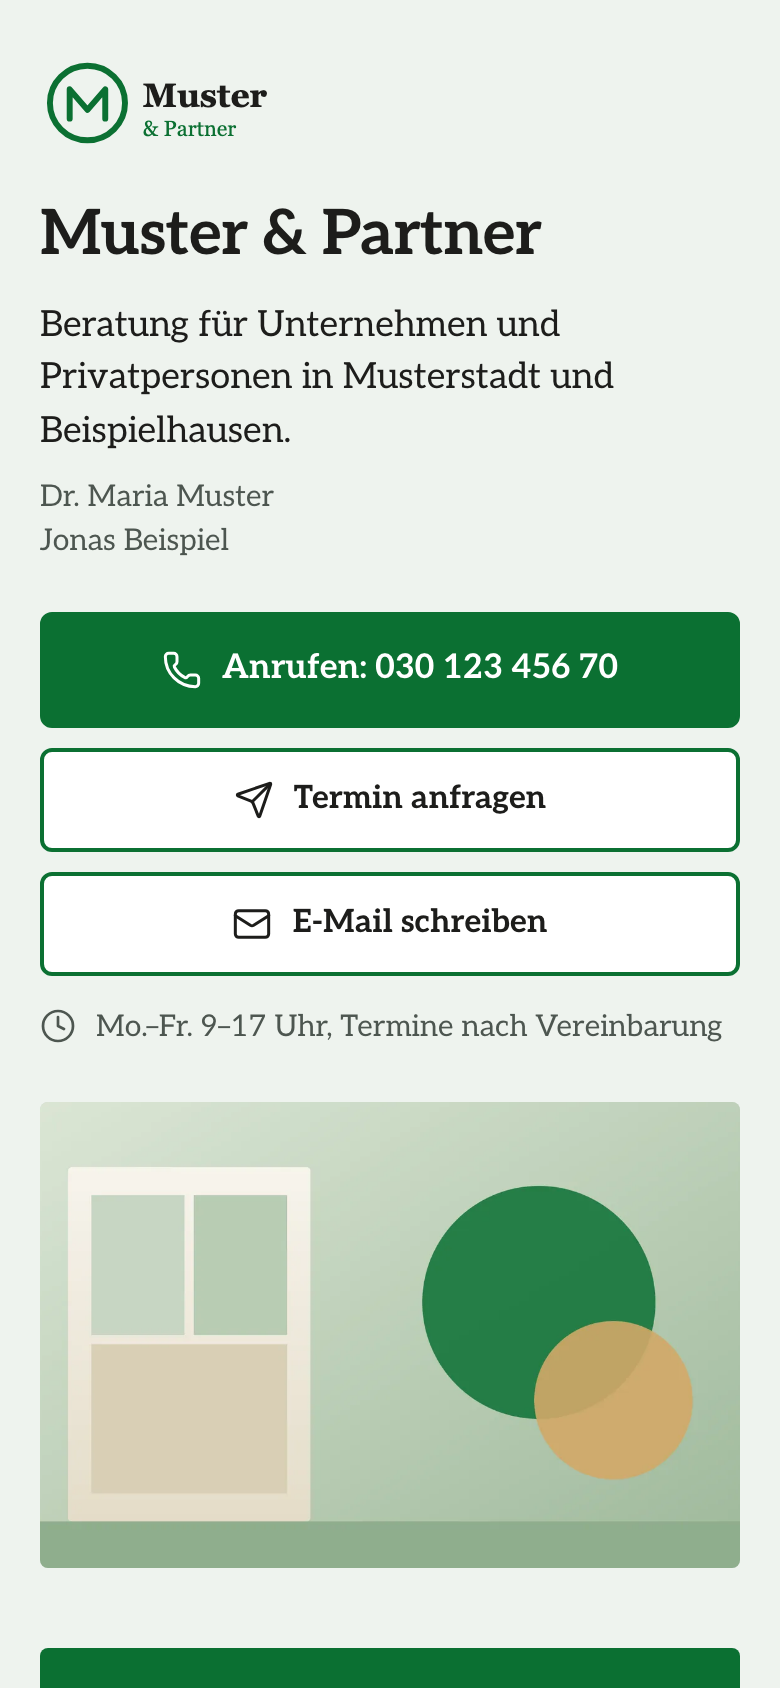 Muster
& Partner
Muster & Partner
Beratung für Unternehmen und
Privatpersonen in Musterstadt und
Beispielhausen.
Dr. Maria Muster
Jonas Beispiel
Anrufen: 030 123 456 70
Termin anfragen
E-Mail schreiben
Mo.–Fr. 9–17 Uhr, Termine nach Vereinbarung